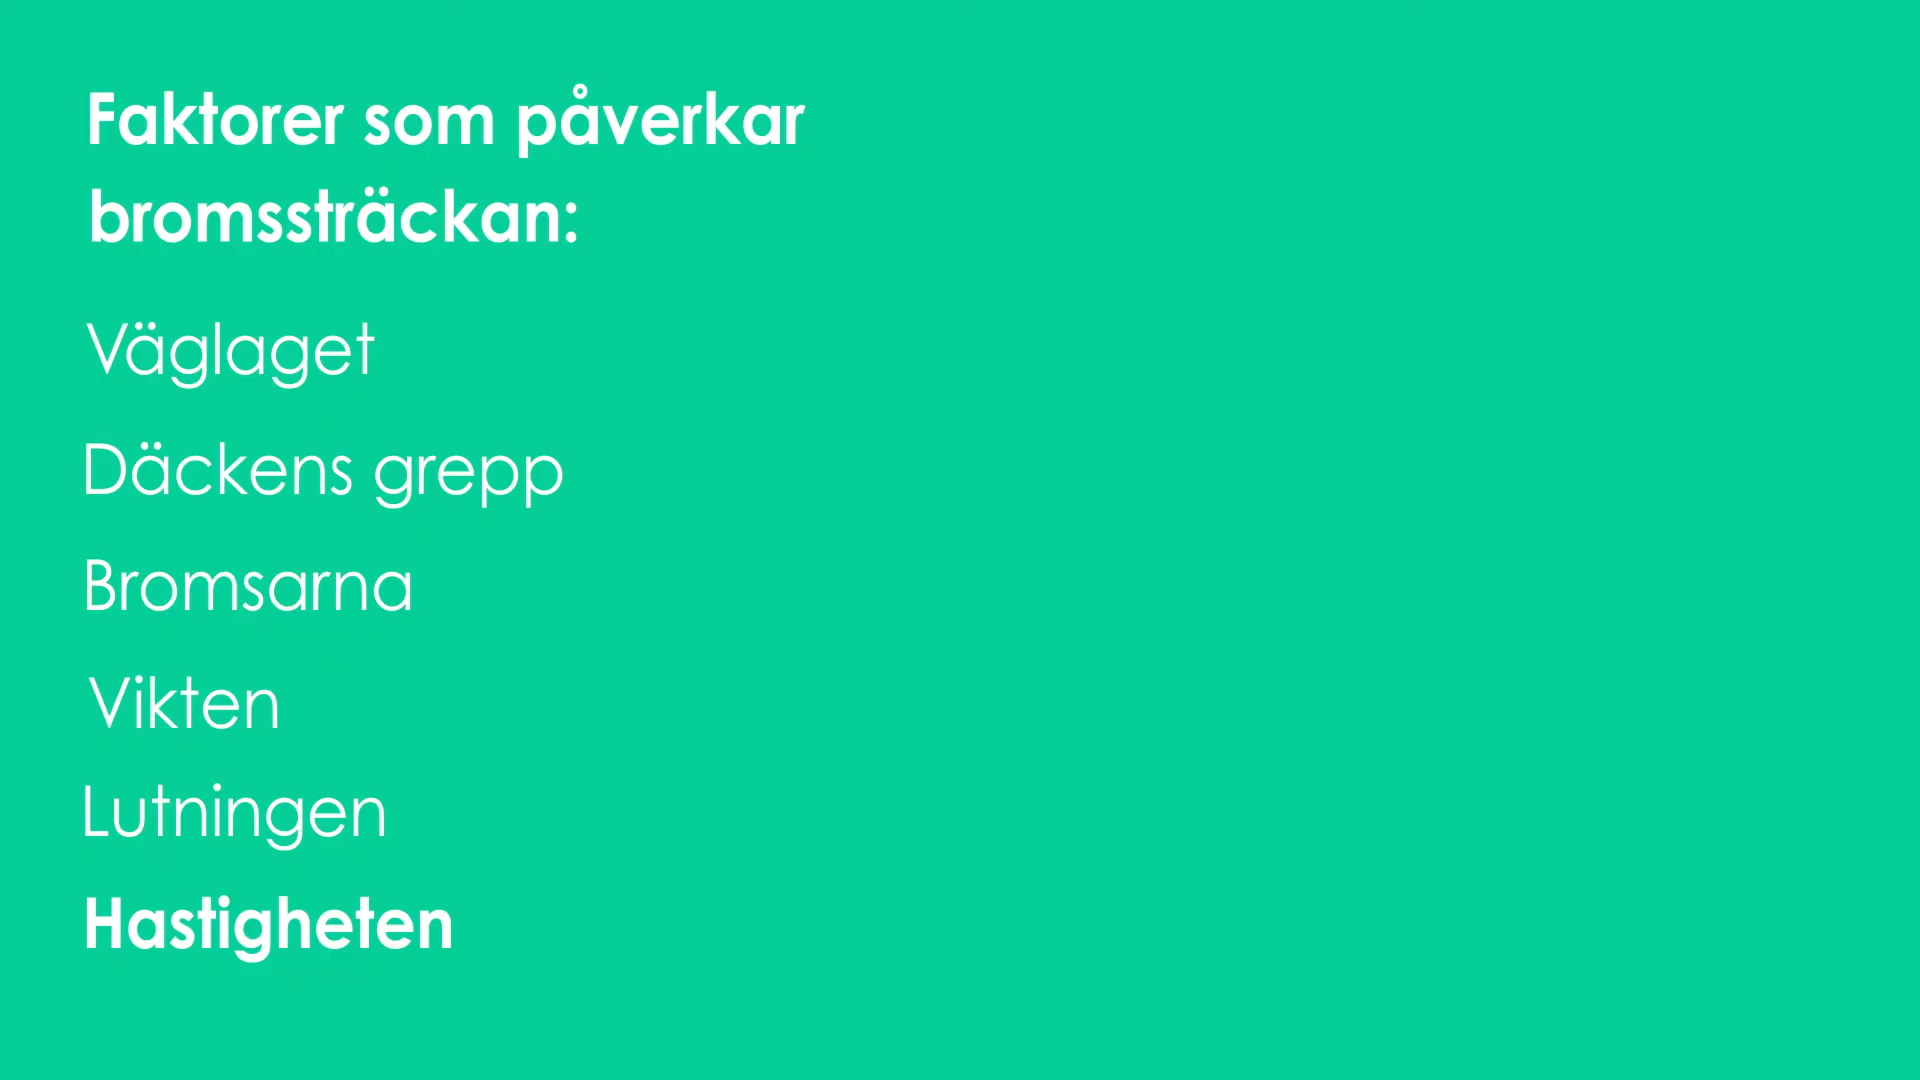 Faktorer som påverkar
bromssträckan:
Väglaget
Däckens grepp
Bromsarna
Vikten
Lutningen
Hastigheten